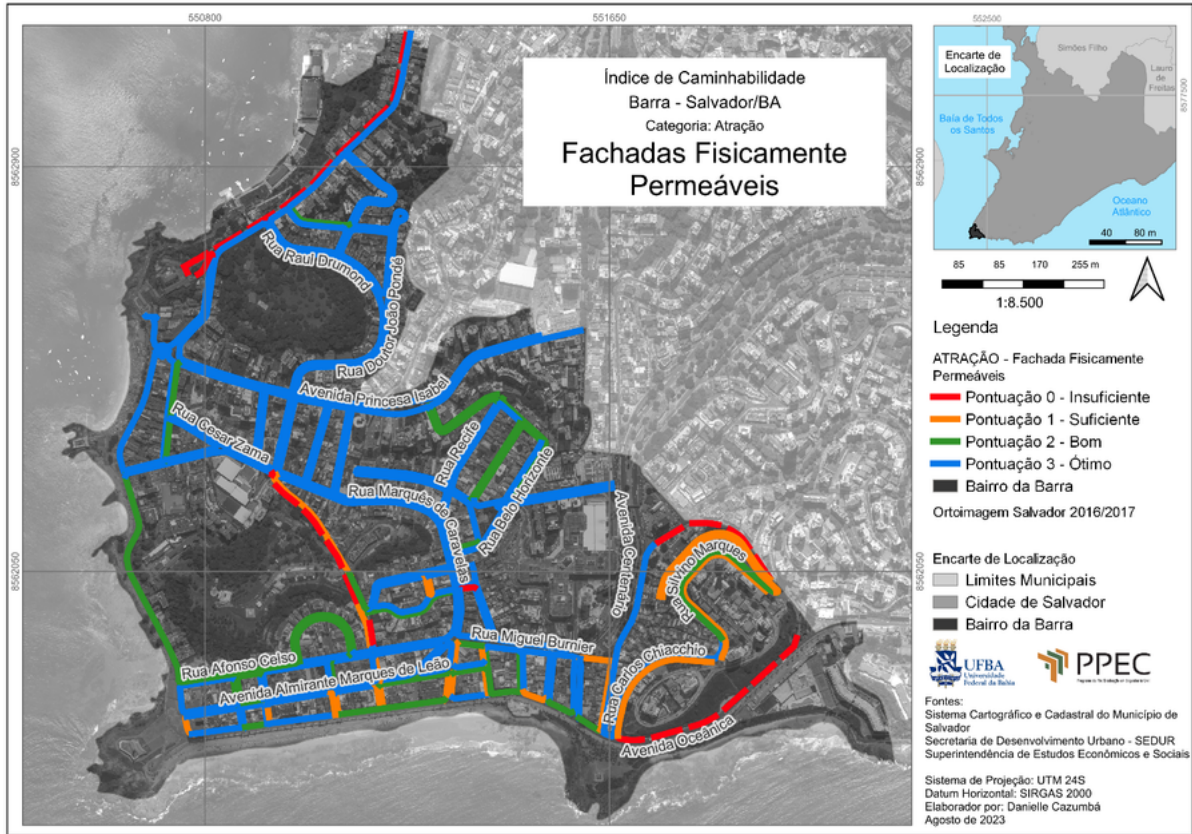 550800
551650
552500
8562900
8562050
8562900
8562050
8577500
Índice de Caminhabilidade
Barra - Salvador/BA
Categoria: Atração
Fachadas Fisicamente
Permeáveis
Rua Raul Drumond
Rua Doutor João Pondé
Avenida Princesa Isabel
Rua Cesar Zama
Rua Recife
Rua Belo Horizonte
Rua Marquês de Caravelas
Avenida Centenário
Rua Silvino Marques
Rua Miguel Burnier
Rua Carlos Chiacchio
Rua Afonso Celso
Avenida Almirante Marques de Leão
Avenida Oceânica
Encarte de
Localização
Simões Filho
Lauro
de
Freitas
Baía de Todos
os Santos
Oceano
Atlântico
40 80 m
85 85 170 255 m
1:8.500
Legenda
ATRAÇÃO - Fachada Fisicamente
Permeáveis
Pontuação 0 - Insuficiente
Pontuação 1 - Suficiente
Pontuação 2 - Bom
Pontuação 3 - Ótimo
Bairro da Barra
Ortoimagem Salvador 2016/2017
Encarte de Localização
Limites Municipais
Cidade de Salvador
Bairro da Barra
UFBA
Universidade
Federal da Bahia
PPEC
Fontes:
Sistema Cartográfico e Cadastral do Município de
Salvador
Secretaria de Desenvolvimento Urbano - SEDUR
Superintendência de Estudos Econômicos e Sociais
Sistema de Projeção: UTM 24S
Datum Horizontal: SIRGAS 2000
Elaborador por: Danielle Cazumbá
Agosto de 2023